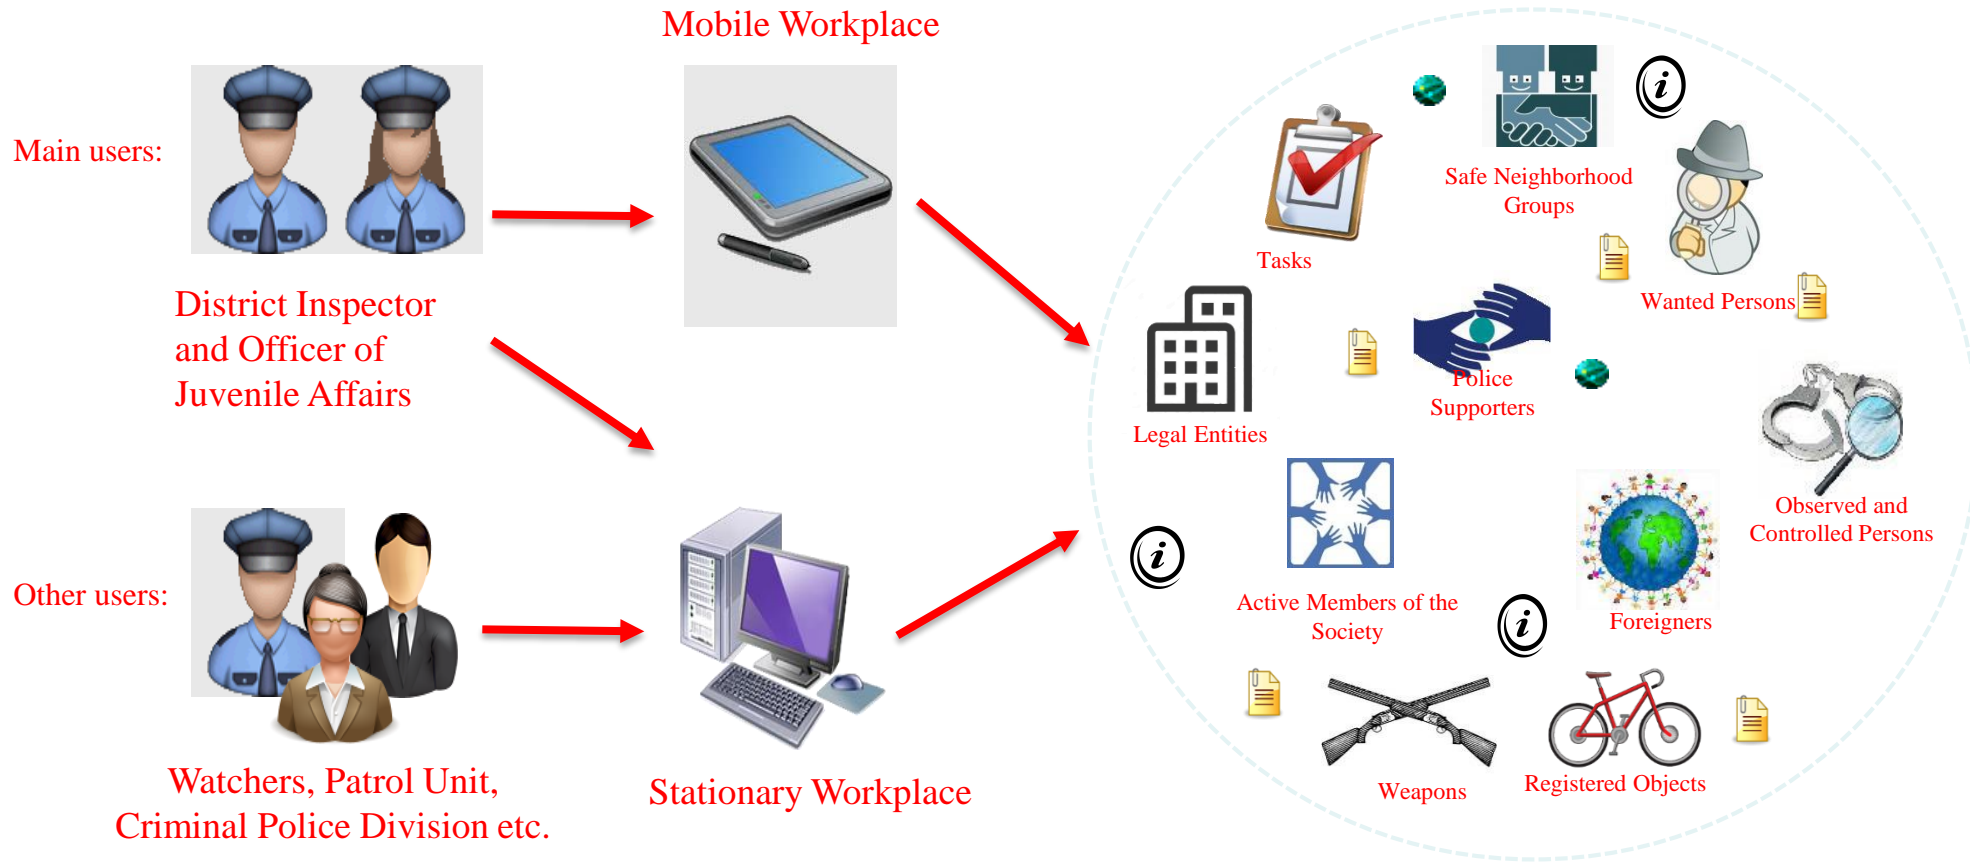 Mobile Workplace
Main users:
District Inspector
and Officer of
Juvenile Affairs
Other users:
Watchers, Patrol Unit,
Criminal Police Division etc.
Stationary Workplace
Tasks
Safe Neighborhood
Groups
Wanted Persons
Legal Entities
Police
Supporters
Observed and
Controlled Persons
Active Members of the
Society
Foreigners
Weapons
Registered Objects
i
i
i